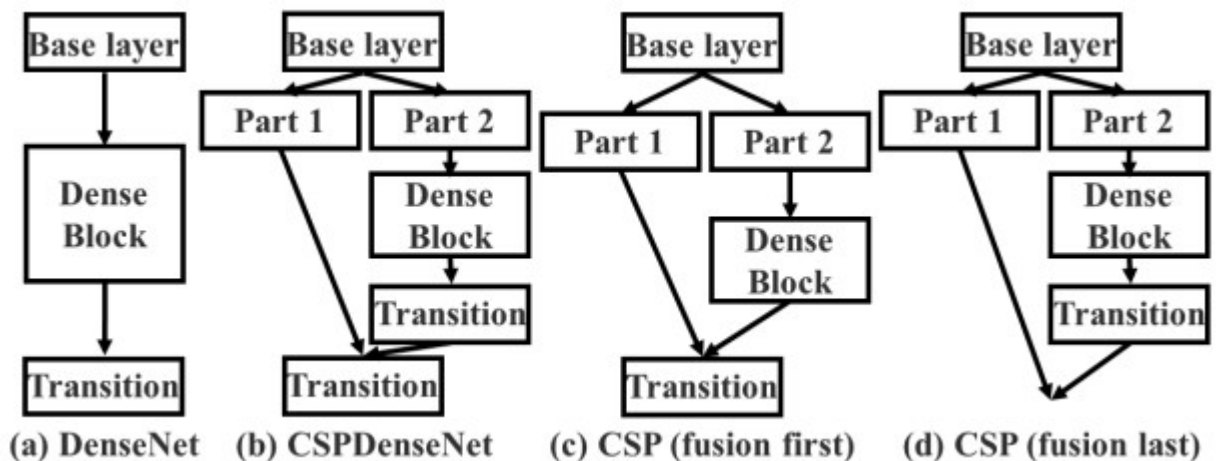 Base layer
Dense
Block
Transition
(a) DenseNet
Base layer
Part 1
Part 2
Dense
Block
Transition
Transition
(b) CSPDenseNet
Base layer
Part 1
Part 2
Dense
Block
Transition
(c) CSP (fusion first)
Base layer
Part 1
Part 2
Dense
Block
Transition
(d) CSP (fusion last)